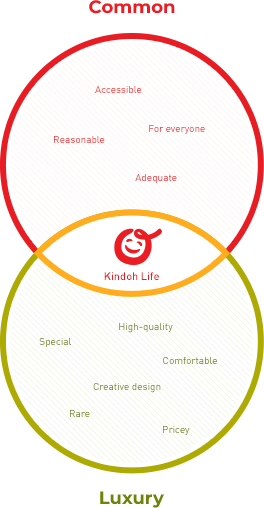 Common
Accessible
For everyone
Reasonable
Adequate
Kindoh Life
High-quality
Special
Comfortable
Creative design
Rare
Pricey
Luxury